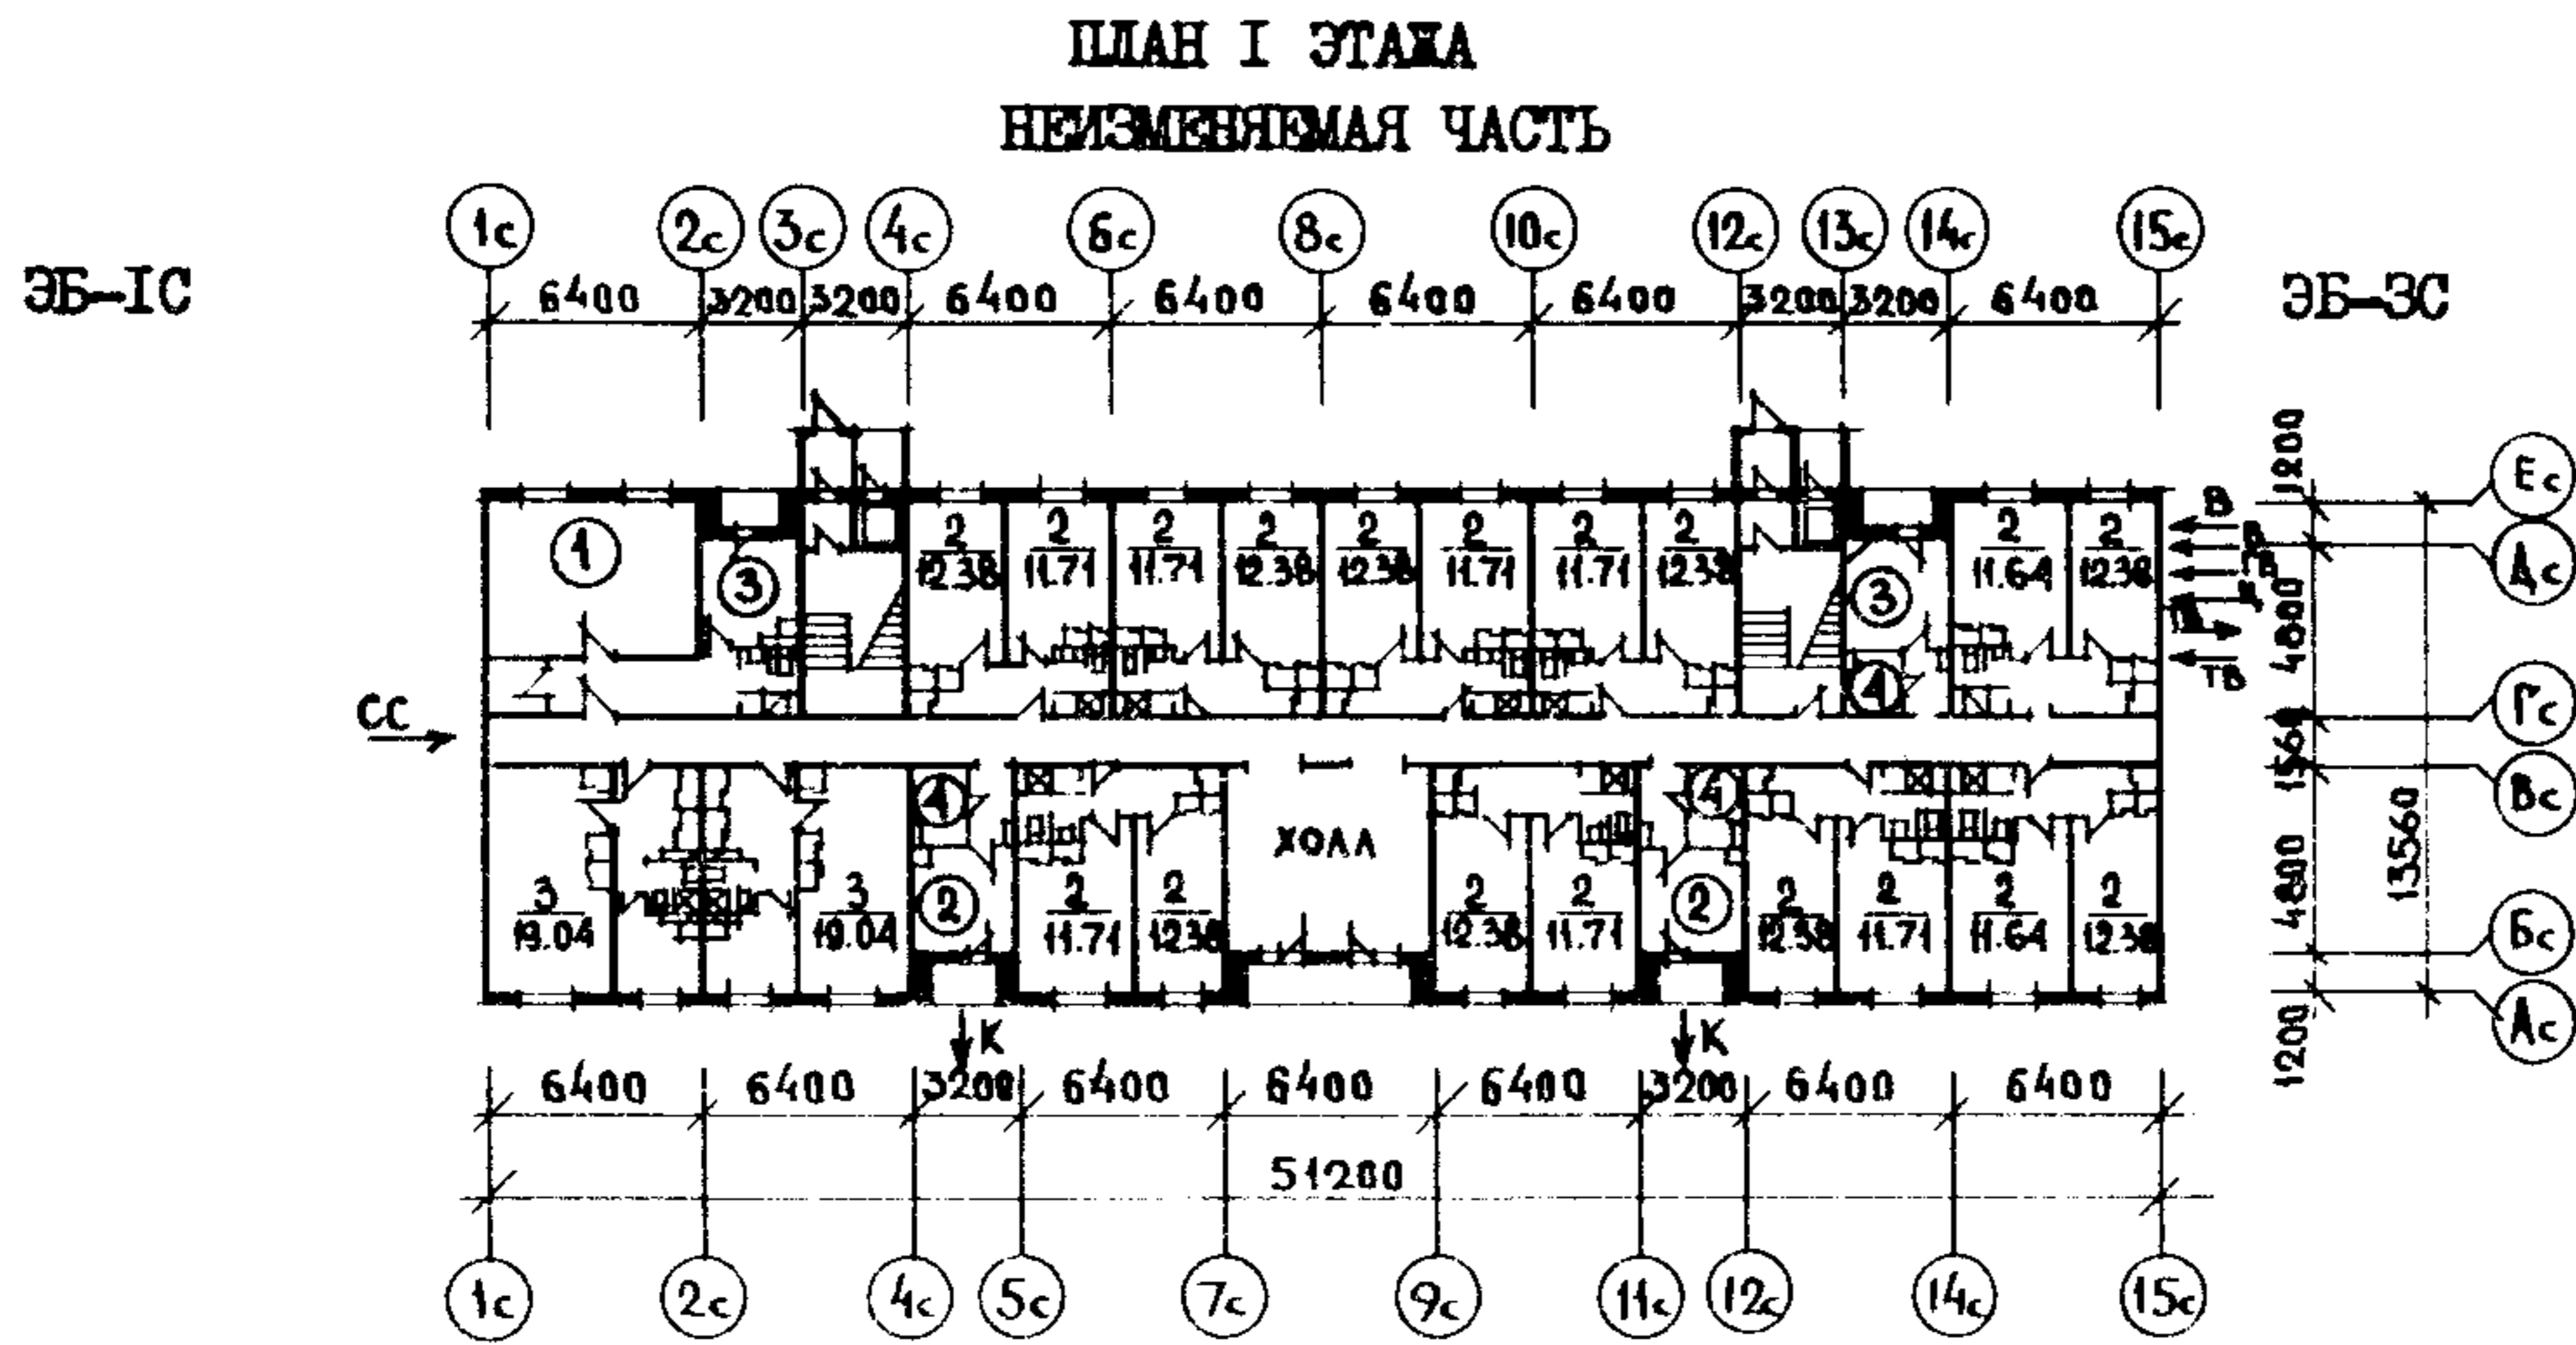 ПЛАН I ЭТАЖА
НЕИЗМЕНЯЕМАЯ ЧАСТЬ
1с 2с 3с 4с 6с 8с 10с 12с 13с 14с 15с
ЭБ-IС ЭБ-3С
6400 3200 3200 6400 6400 6400 6400 3200 3200 6400
1200
Ес
В
1 2 2 2 2 2 2 2 2 2 2
12.38 11.71 11.71 12.38 12.38 11.71 11.71 12.38 11.64 12.38
В
Дс
3 3
4800
4
ТВ
СС
Гс
1560
Вс
4 4
ХОЛЛ
13560
4800
3 3 2 2 2 2 2 2 2 2 2 2
19.04 19.04 11.71 12.38 12.38 11.71 12.38 11.71 11.64 12.38
Бс
К К
Ас
1200
6400 6400 3200 6400 6400 6400 3200 6400 6400
51200
1с 2с 4с 5с 7с 9с 11с 12с 14с 15с